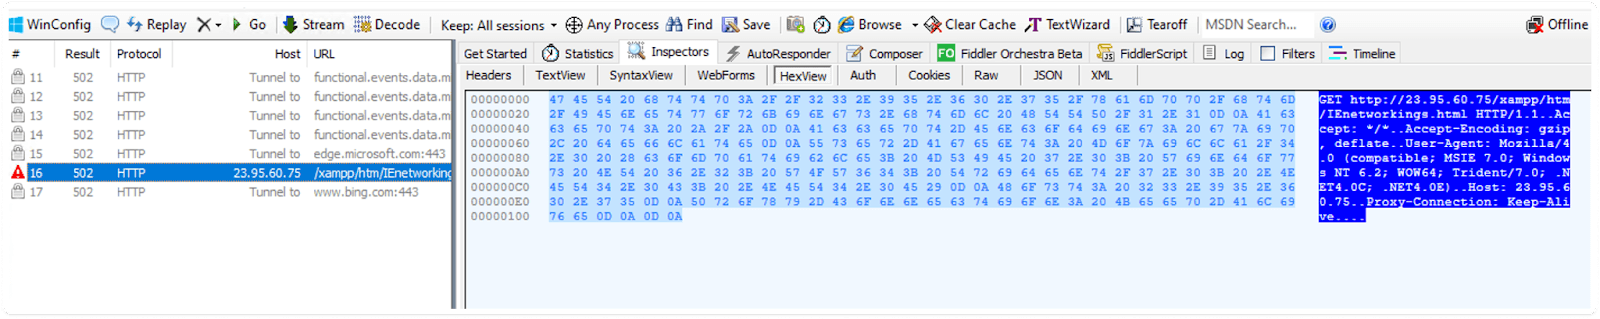 WinConfig Replay Go Stream Decode Keep: All sessions Any Process Find Save Browse Clear Cache TextWizard Tearoff MSDN Search... Offline
# Result Protocol Host URL
11 502 HTTP Tunnel to functional.events.data.m
12 502 HTTP Tunnel to functional.events.data.m
13 502 HTTP Tunnel to functional.events.data.m
14 502 HTTP Tunnel to functional.events.data.m
15 502 HTTP Tunnel to edge.microsoft.com:443
16 502 HTTP 23.95.60.75 /xampp/htm/IEnetworking
17 502 HTTP Tunnel to www.bing.com:443
Get Started Statistics Inspectors AutoResponder Composer FO Fiddler Orchestra Beta FiddlerScript Log Filters Timeline
Headers TextView SyntaxView WebForms HexView Auth Cookies Raw JSON XML
00000000 47 45 54 20 68 74 74 70 3A 2F 2F 32 33 2E 39 35 2E 36 30 2E 37 35 2F 78 61 6D 70 70 2F 68 74 6D GET http://23.95.60.75/xampp/htm
00000020 2F 49 45 6E 65 74 77 6F 72 6B 69 6E 67 73 2E 68 74 6D 6C 20 48 54 54 50 2F 31 2E 31 0D 0A 41 63 /IEnetworkings.html HTTP/1.1..Ac
00000040 63 65 70 74 3A 20 2A 2F 2A 0D 0A 41 63 63 65 70 74 2D 45 6E 63 6F 64 69 6E 67 3A 20 67 7A 69 70 cept: */*..Accept-Encoding: gzip
00000060 2C 20 64 65 66 6C 61 74 65 0D 0A 55 73 65 72 2D 41 67 65 6E 74 3A 20 4D 6F 7A 69 6C 6C 61 2F 34 , deflate..User-Agent: Mozilla/4
00000080 2E 30 20 28 63 6F 6D 70 61 74 69 62 6C 65 3B 20 4D 53 49 45 20 37 2E 30 3B 20 57 69 6E 64 6F 77 .0 (compatible; MSIE 7.0; Window
000000A0 73 20 4E 54 20 36 2E 32 3B 20 57 4F 57 36 34 3B 20 54 72 69 64 65 6E 74 2F 37 2E 30 3B 20 2E 4E s NT 6.2; WOW64; Trident/7.0; .N
000000C0 45 54 34 2E 30 43 3B 20 2E 4E 45 54 34 2E 30 45 29 0D 0A 48 6F 73 74 3A 20 32 33 2E 39 35 2E 36 ET4.0C; .NET4.0E)..Host: 23.95.6
000000E0 30 2E 37 35 0D 0A 50 72 6F 78 79 2D 43 6F 6E 6E 65 63 74 69 6F 6E 3A 20 4B 65 65 70 2D 41 6C 69 0.75..Proxy-Connection: Keep-Ali
00000100 76 65 0D 0A 0D 0A ve....